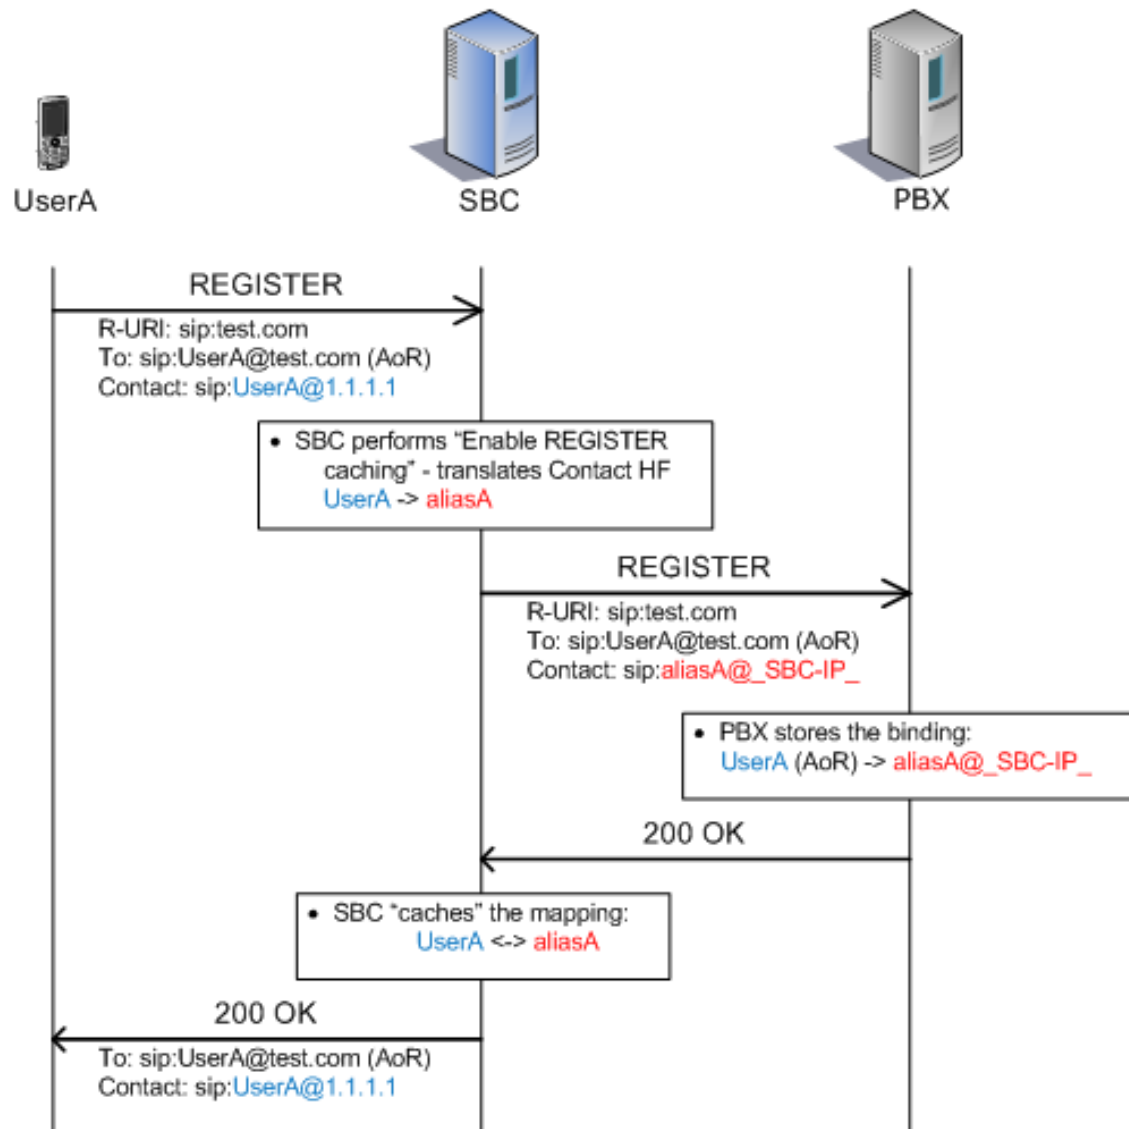 UserA
SBC
PBX
REGISTER
R-URI: sip:test.com
To: sip:UserA@test.com (AoR)
Contact: sip:UserA@1.1.1.1
• SBC performs “Enable REGISTER
caching” - translates Contact HF
UserA -> aliasA
REGISTER
R-URI: sip:test.com
To: sip:UserA@test.com (AoR)
Contact: sip:aliasA@_SBC-IP_
• PBX stores the binding:
UserA (AoR) -> aliasA@_SBC-IP_
200 OK
• SBC “caches” the mapping:
UserA <-> aliasA
200 OK
To: sip:UserA@test.com (AoR)
Contact: sip:UserA@1.1.1.1